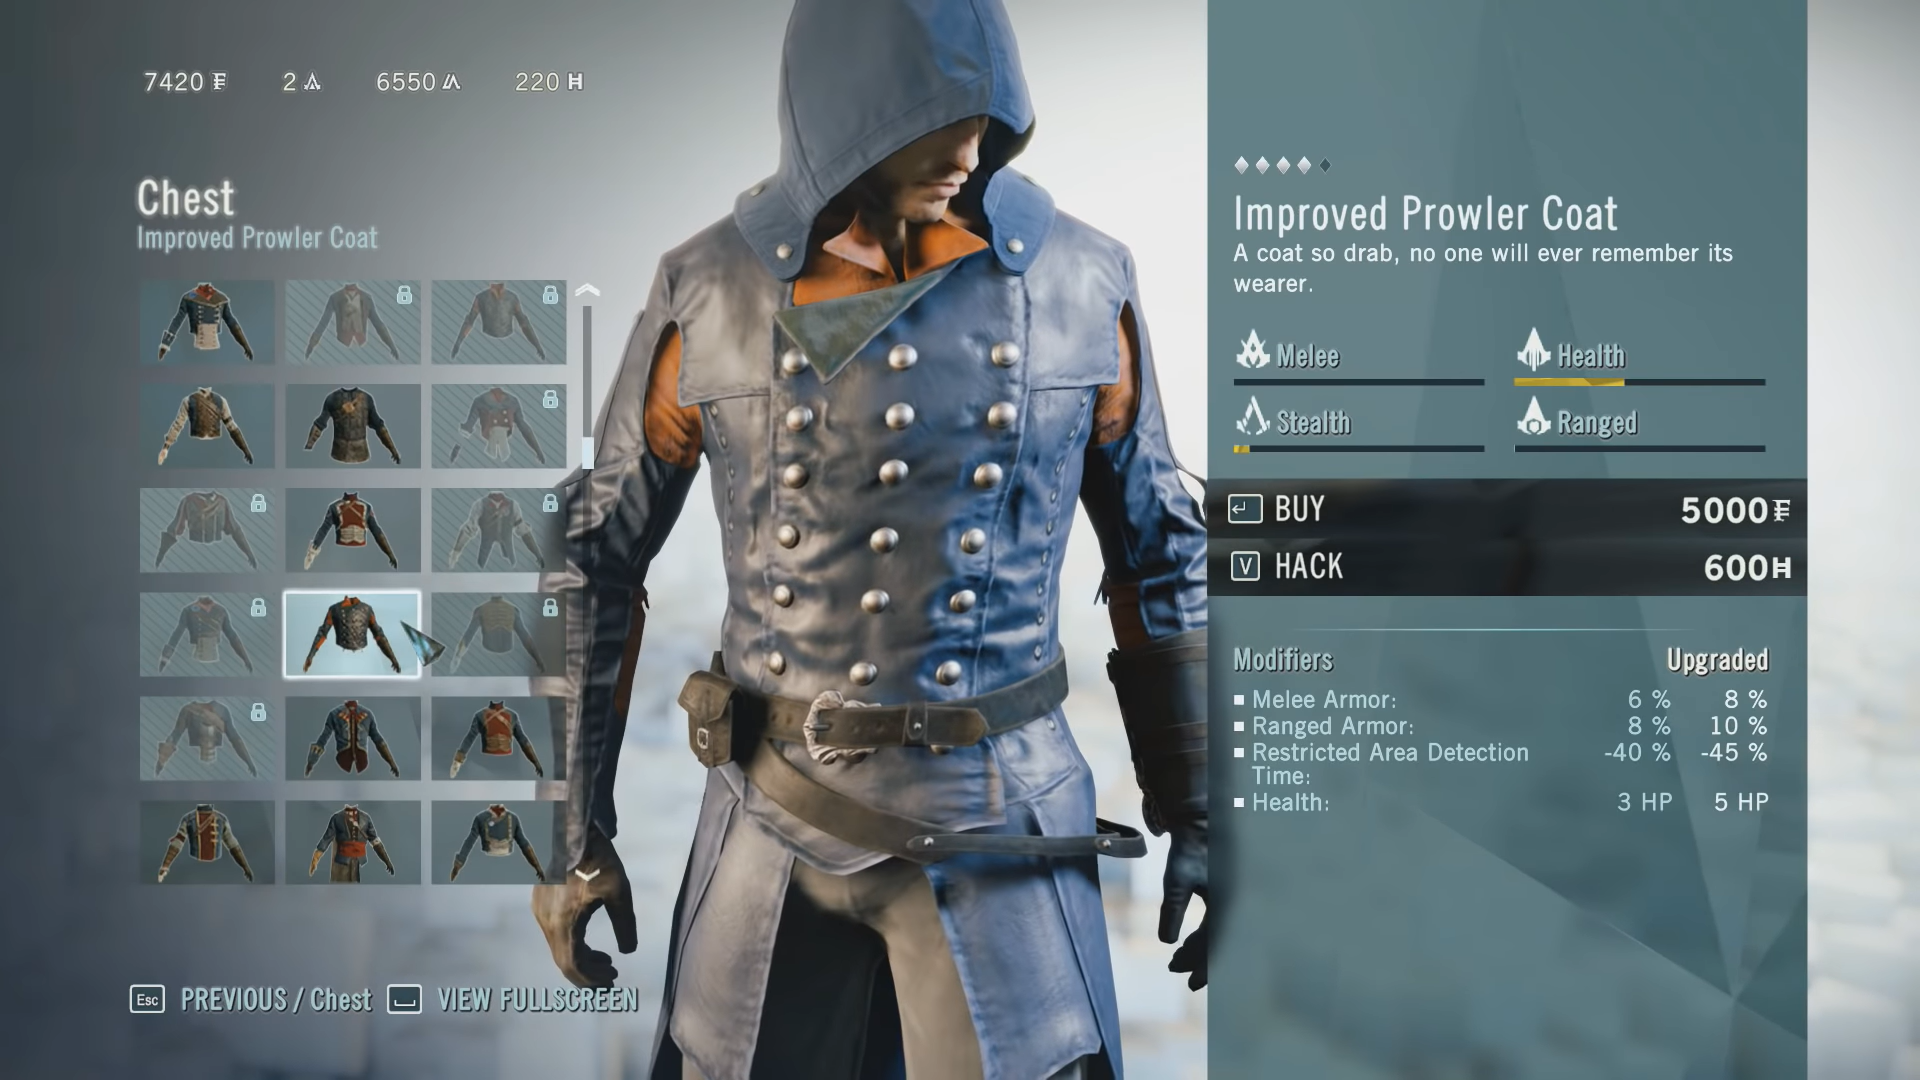 7420 2 6550 220
Chest
Improved Prowler Coat
Improved Prowler Coat
A coat so drab, no one will ever remember its
wearer.
Melee Health
Stealth Ranged
BUY 5000
V HACK 600
Modifiers Upgraded
Melee Armor: 6 % 8 %
Ranged Armor: 8 % 10 %
Restricted Area Detection -40 % -45 %
Time:
Health: 3 HP 5 HP
Esc PREVIOUS / Chest VIEW FULLSCREEN